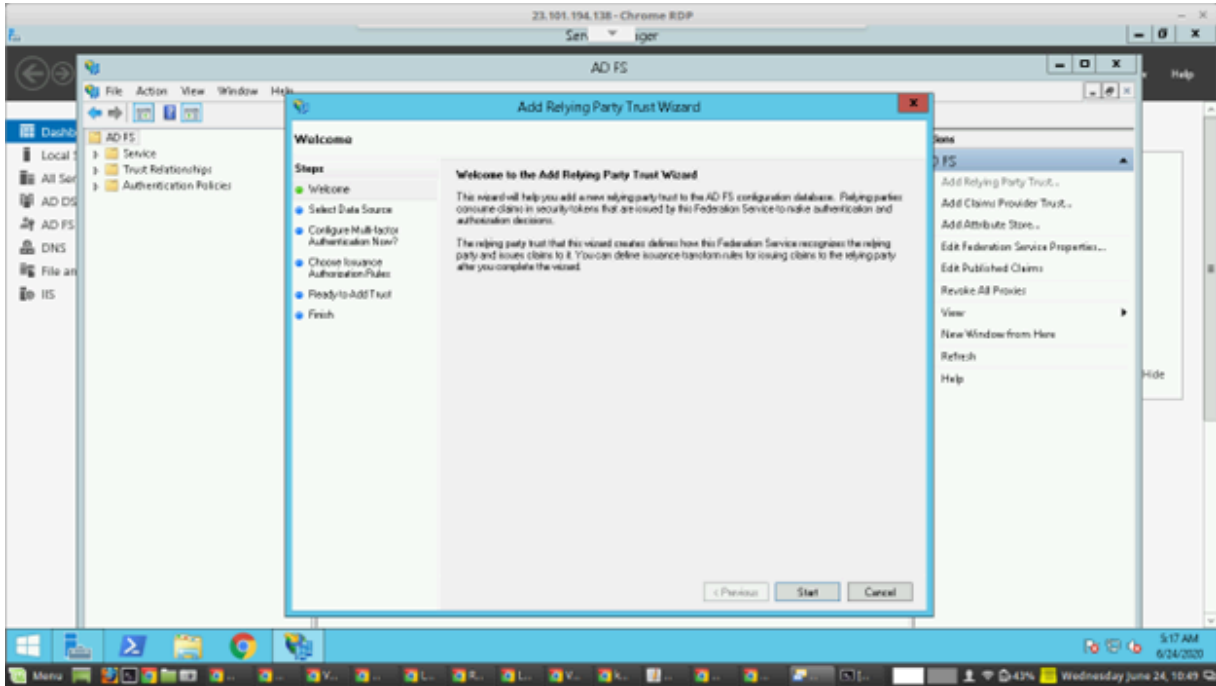 23.101.194.138 - Chrome RDP
AD FS
File Action View Window Help
Add Relying Party Trust Wizard
Welcome
AD FS
Service
Trust Relationships
Authentication Policies
Steps
Welcome
Select Data Source
Configure Multi-factor
Authentication Now?
Choose Issuance
Authorization Rules
Ready to Add Trust
Finish
Welcome to the Add Relying Party Trust Wizard
This wizard will help you add a new relying party trust to the AD FS configuration database. Relying parties
consume claims in security tokens that are issued by this Federation Service to make authentication and
authorization decisions.
The relying party trust that this wizard creates defines how this Federation Service recognizes the relying
party and issues claims to it. You can define issuance transform rules for issuing claims to the relying party
after you complete the wizard.
< Previous
Start
Cancel
Add Relying Party Trust...
Add Claims Provider Trust...
Add Attribute Store...
Edit Federation Service Properties...
Edit Published Claims
Revoke All Proxies
View
New Window from Here
Refresh
Help
Help
Hide
Dashb
Local S
All Ser
AD DS
AD FS
DNS
File an
IIS
5:17 AM
6/24/2020
Menu
43%
Wednesday June 24, 10:49